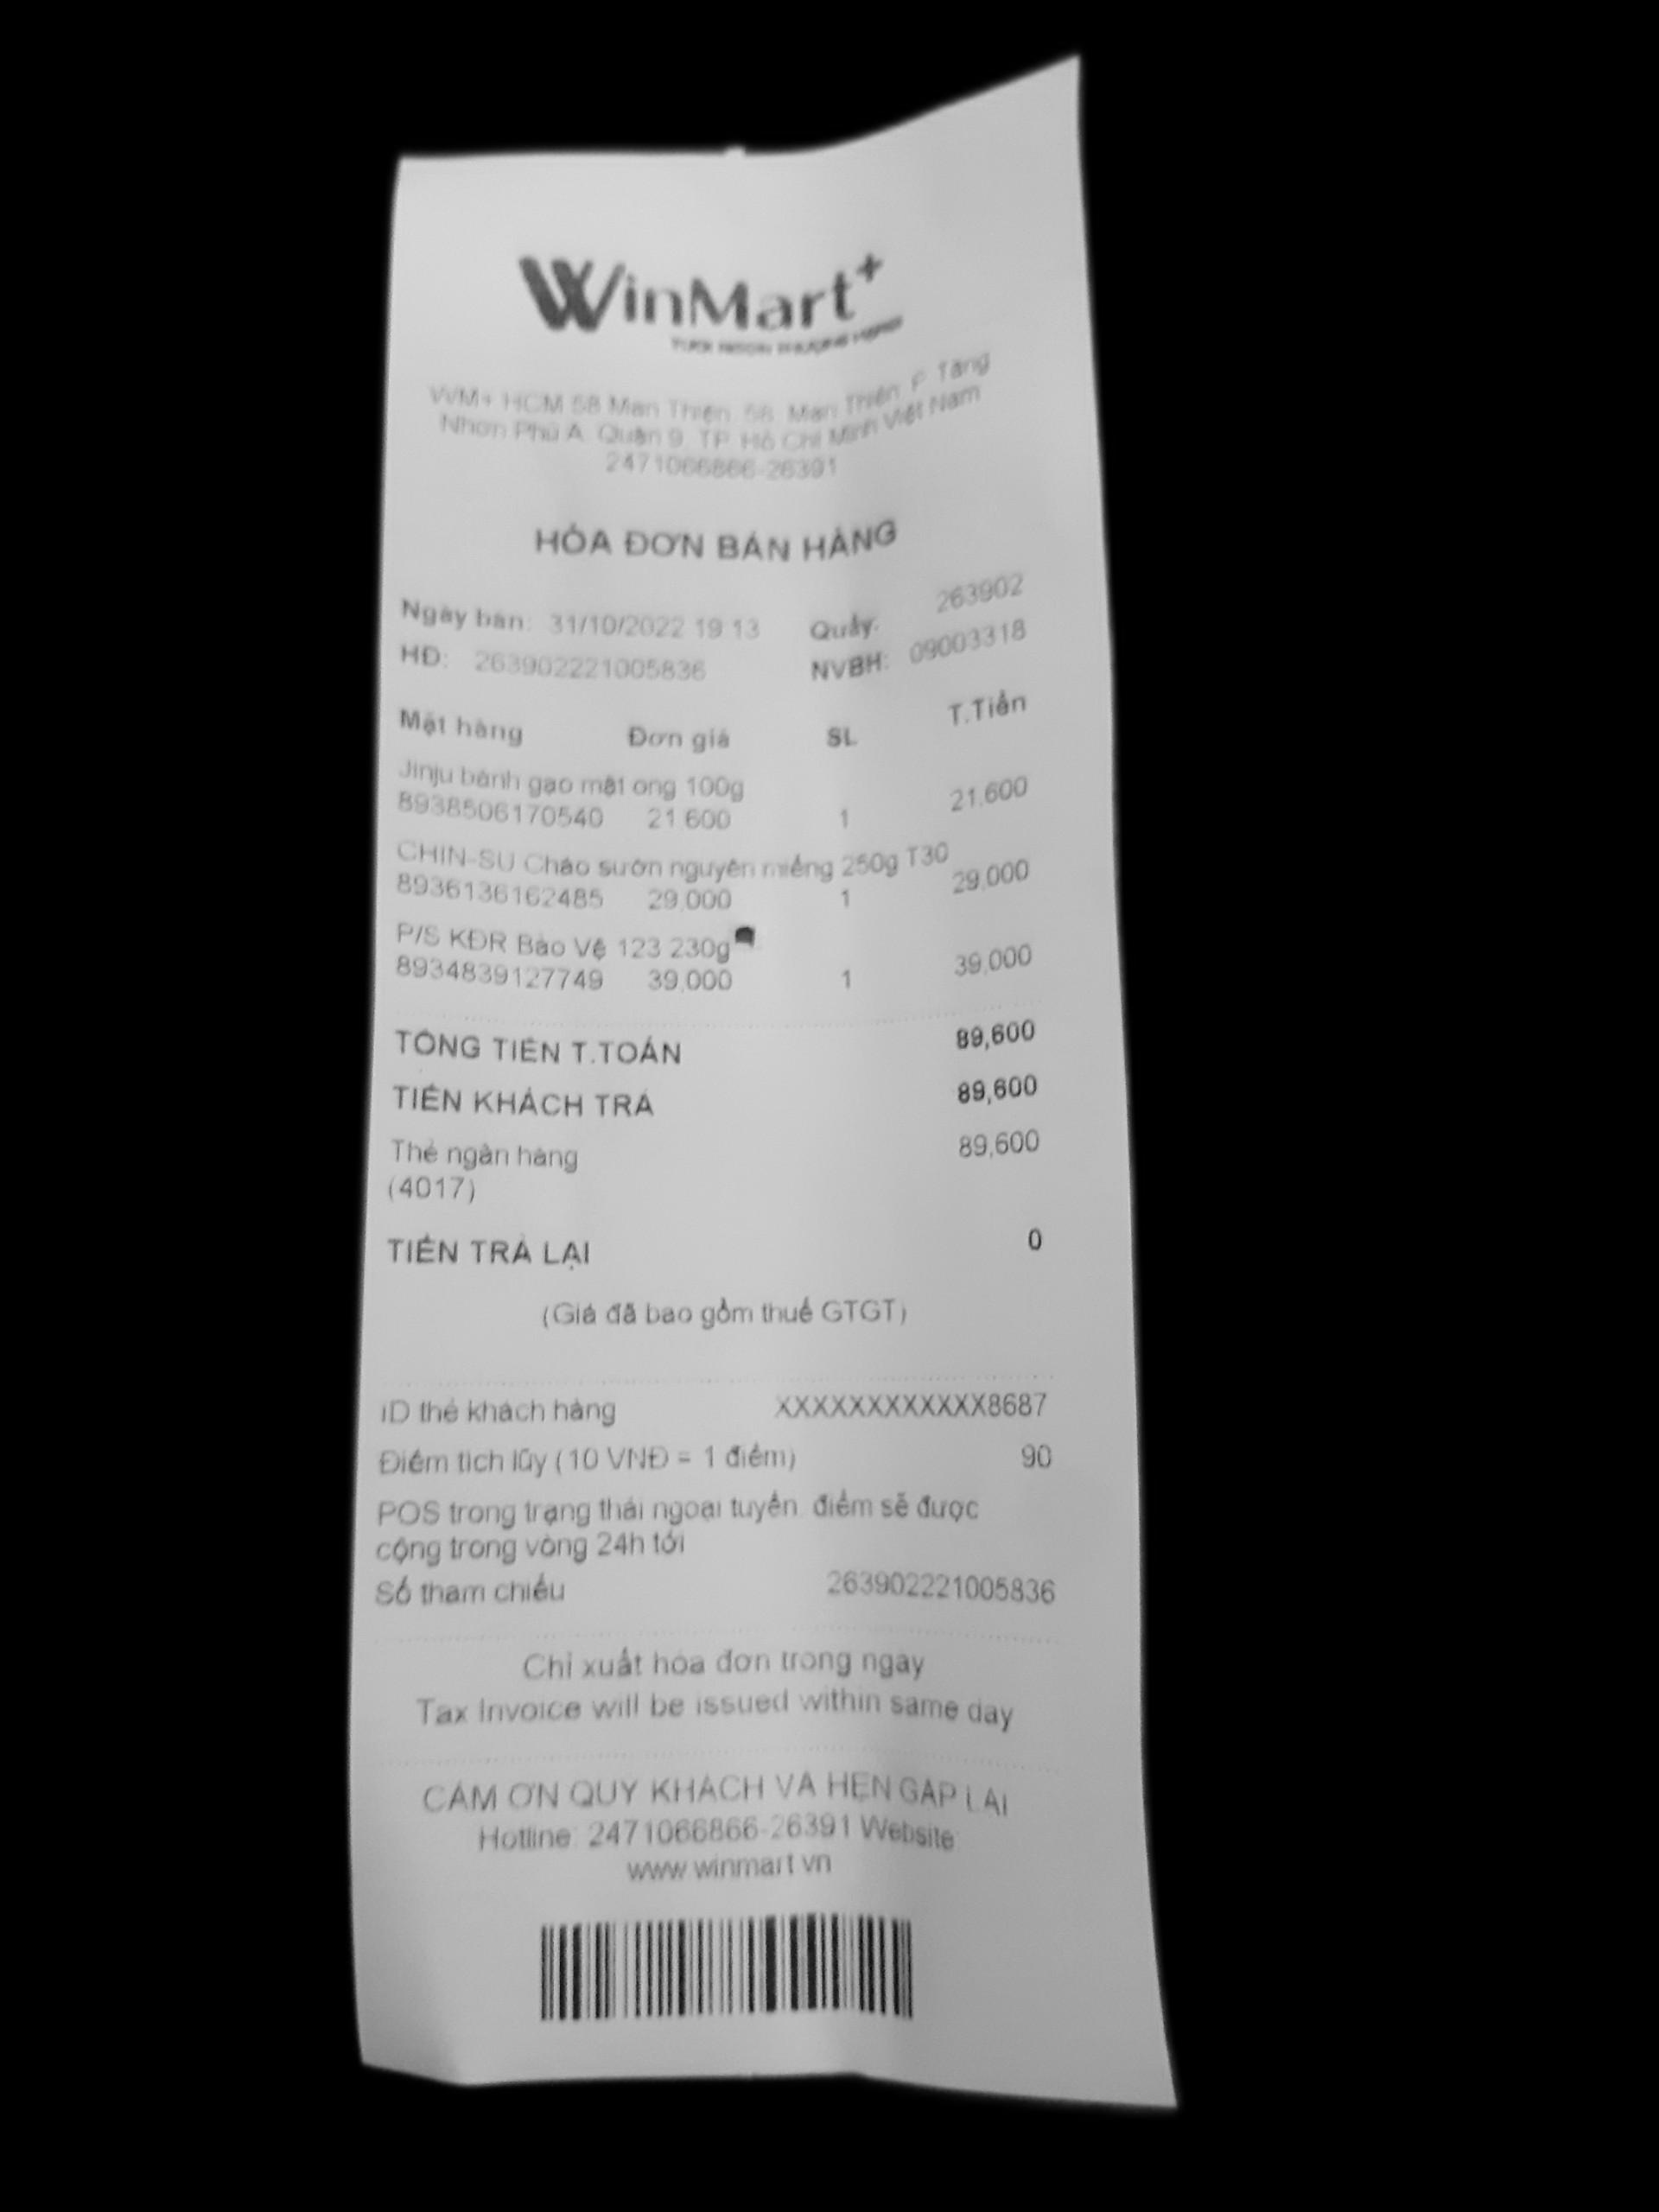 WinMart+
TƯƠI NGON THƯỢNG HẠNG
WM+ HCM 58 Man Thiện 58 Man Thiện F Tăng
Nhơn Phú A. Quận 9, TP. Hồ Chí Minh Việt Nam
2471066866-26391
HÓA ĐƠN BÁN HÀNG
Ngày bán: 31/10/2022 19:13 Quầy: 263902
HĐ: 263902221005836 NVBH: 09003318
Mặt hàng Đơn giá SL T.Tiền
Jinju bánh gạo mật ong 100g
8938506170540 21.600 1 21.600
CHIN-SU Cháo sườn nguyên miếng 250g T30
8936136162485 29,000 1 29,000
P/S KĐR Bảo Vệ 123 230g
8934839127749 39,000 1 39,000
TỔNG TIỀN T.TOÁN 89,600
TIỀN KHÁCH TRẢ 89,600
Thẻ ngân hàng 89,600
(4017)
TIỀN TRẢ LẠI 0
(Giá đã bao gồm thuế GTGT)
ID thẻ khách hàng XXXXXXXXXXXX8687
Điểm tích lũy (10 VNĐ = 1 điểm) 90
POS trong trạng thái ngoại tuyến. điểm sẽ được
cộng trong vòng 24h tới
Số tham chiếu 263902221005836
Chỉ xuất hóa đơn trong ngày
Tax Invoice will be issued within same day
CẢM ƠN QUÝ KHÁCH VÀ HẸN GẶP LẠI
Hotline: 2471066866-26391 Website
www.winmart.vn